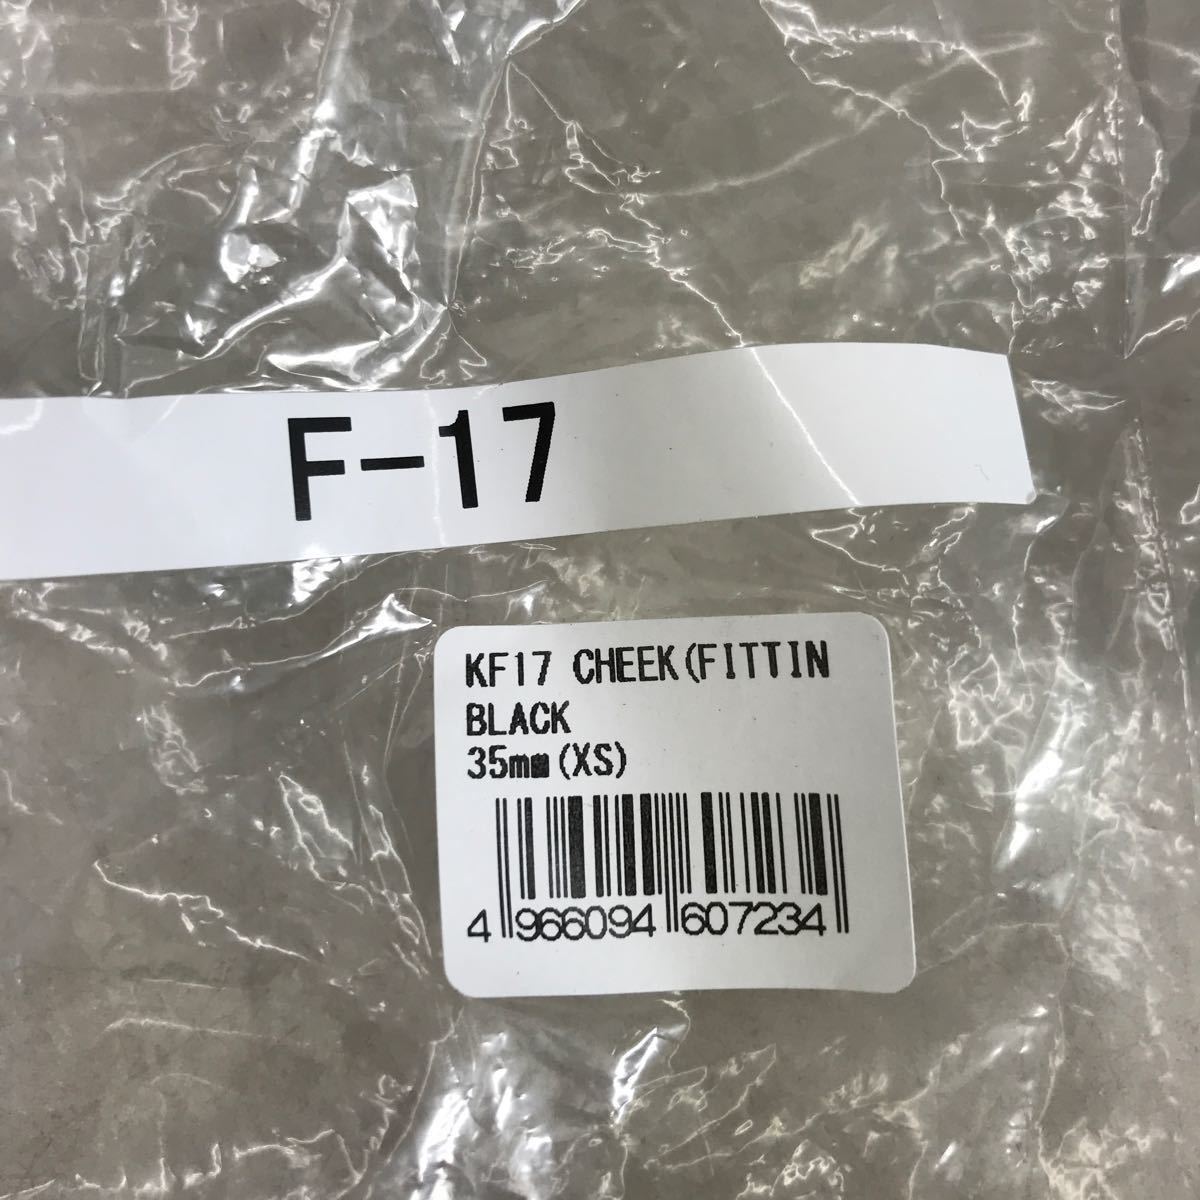 F-17
KF17 CHEEK(FITTIN
BLACK
35mm(XS)
4 966094 607234